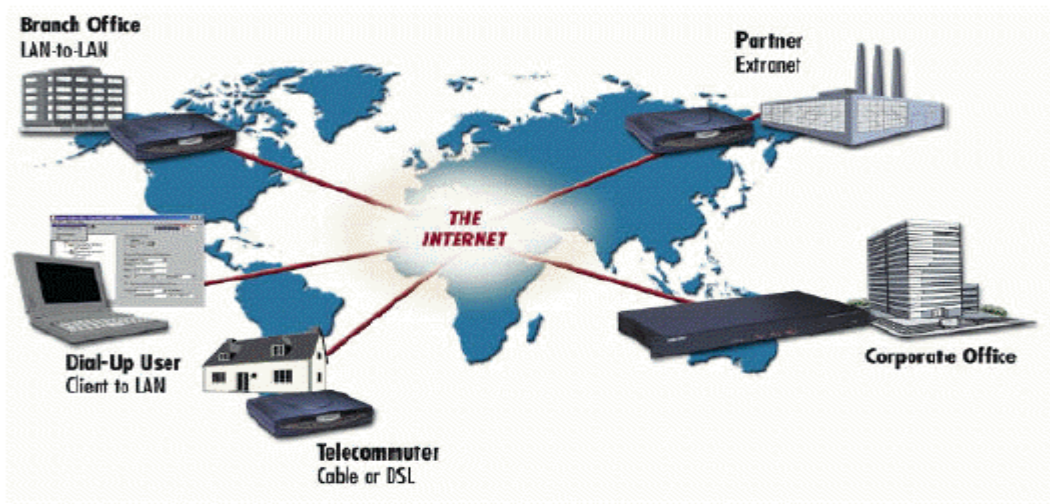 Branch Office
LAN-to-LAN
Partner
Extranet
THE
INTERNET
Dial-Up User
Client to LAN
Corporate Office
Telecommuter
Cable or DSL